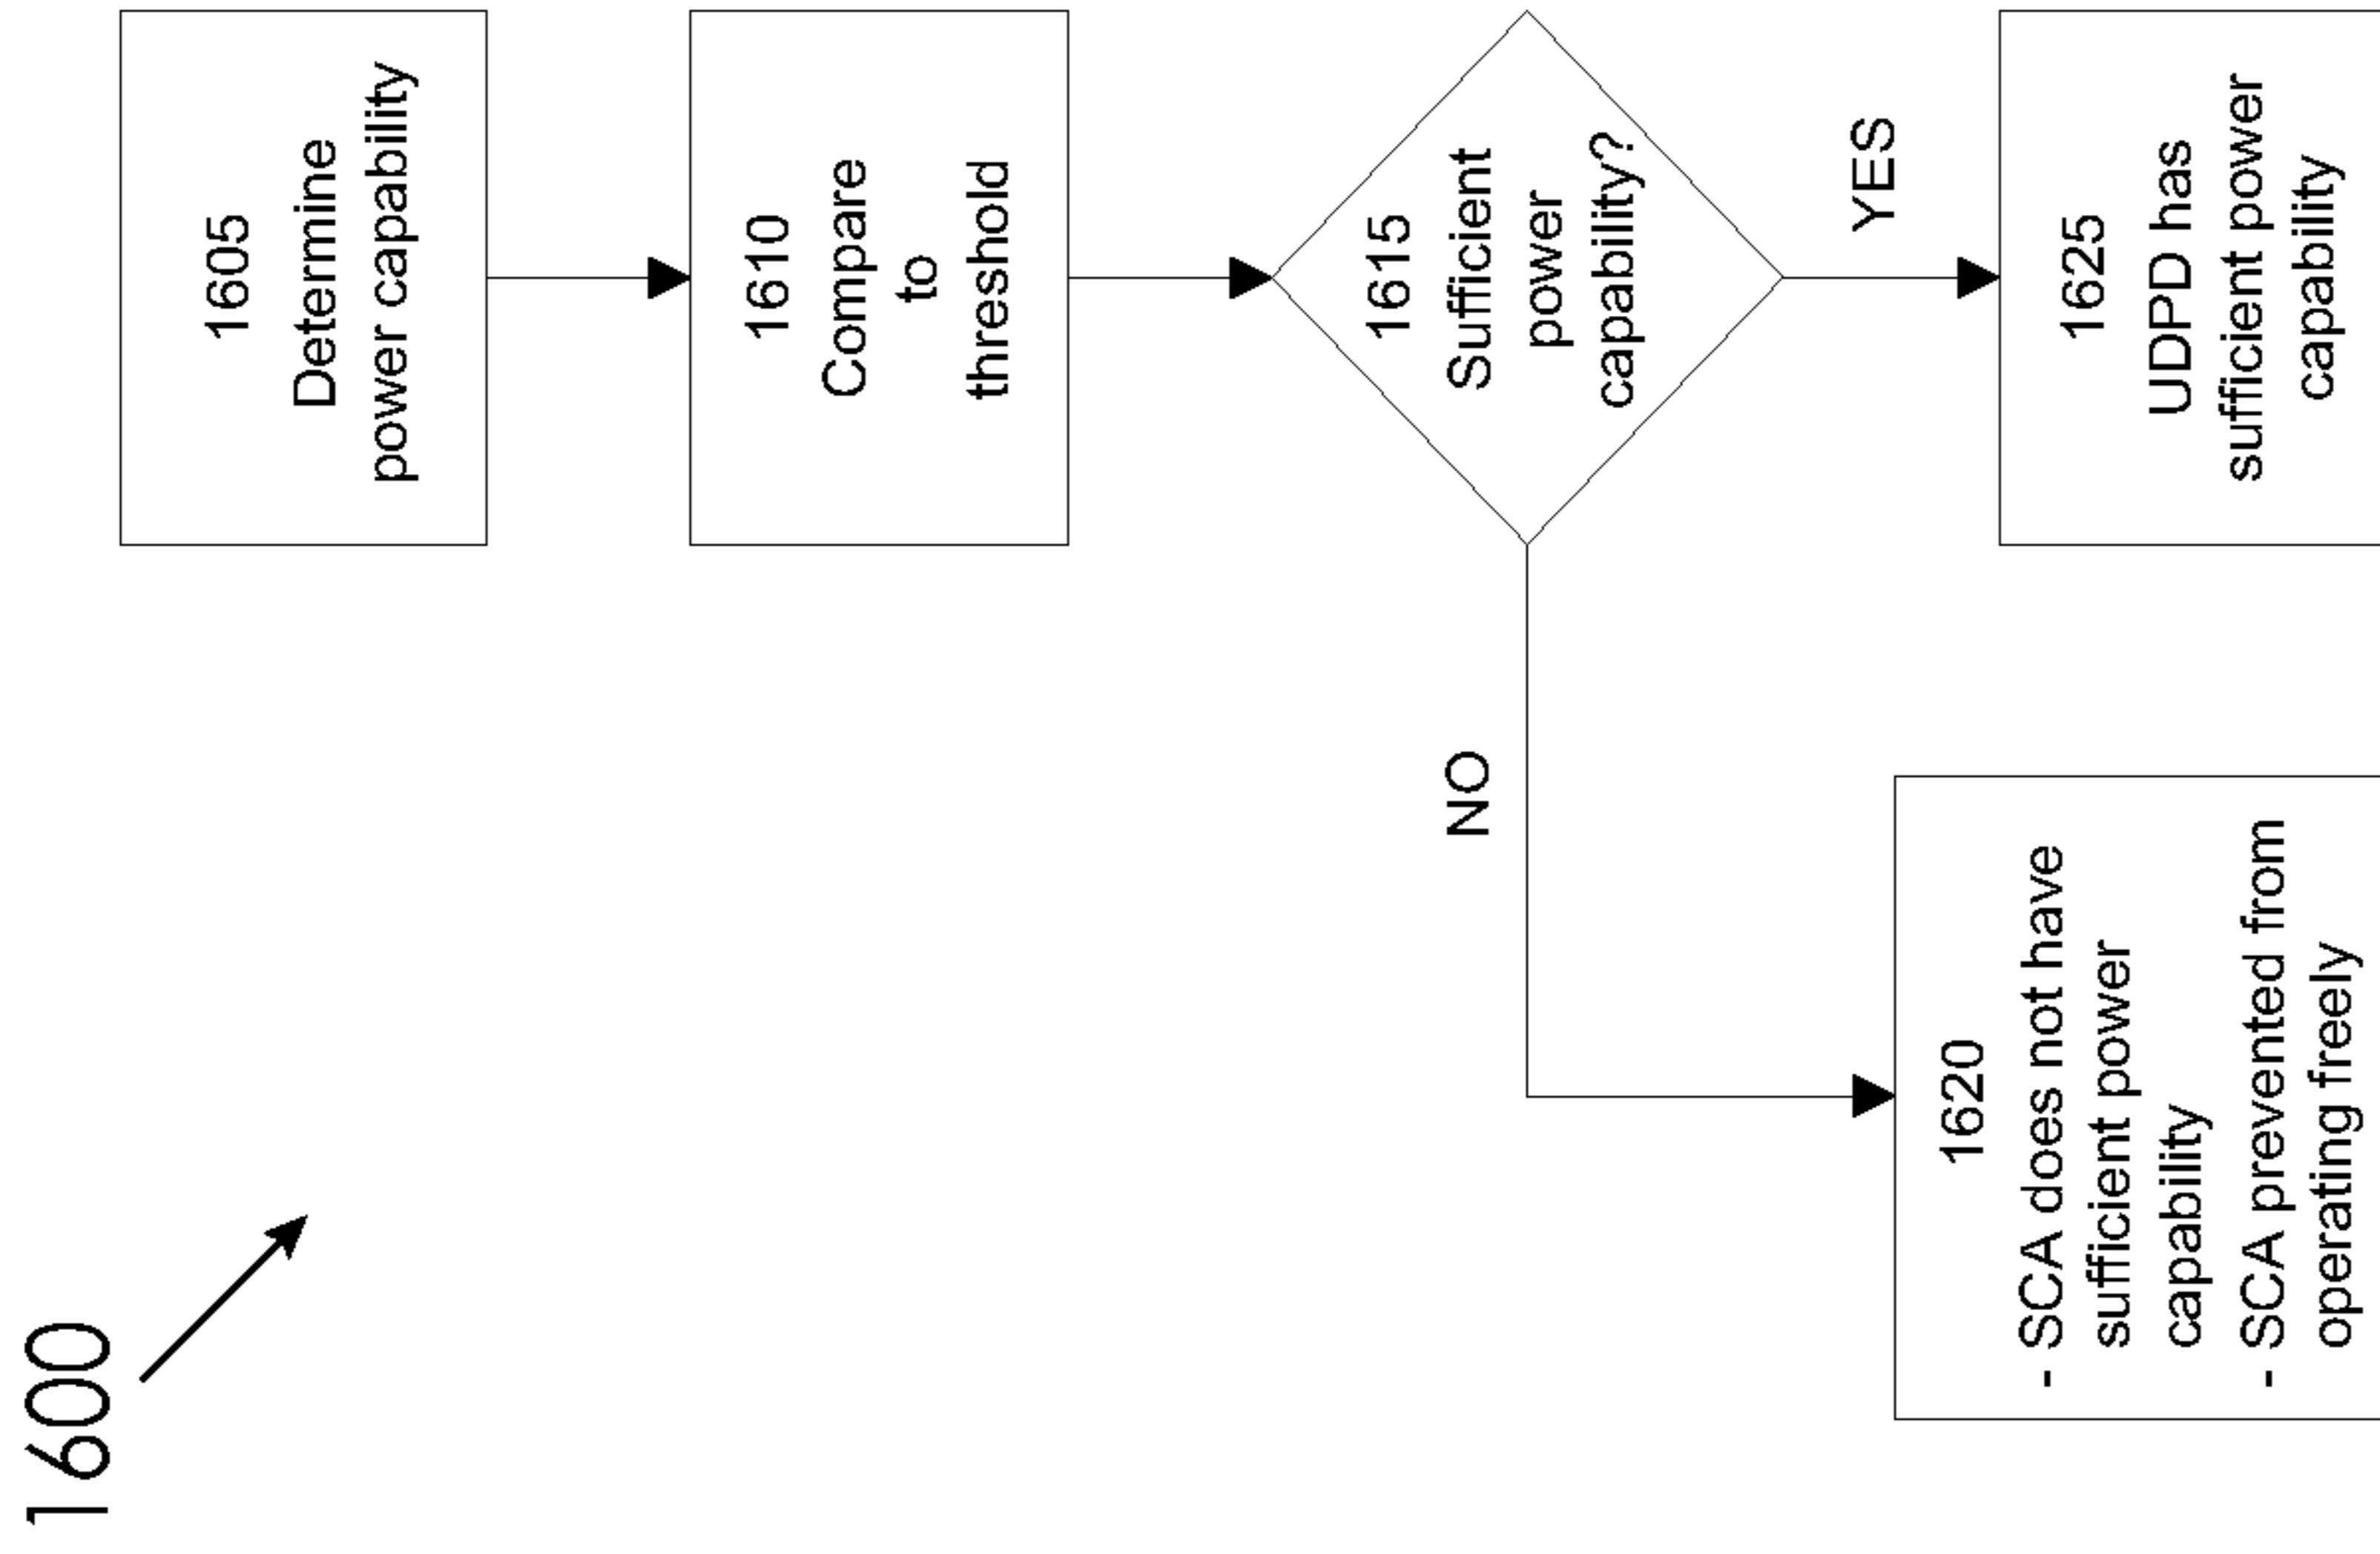 1600
1605
Determine
power capability
1610
Compare
to
threshold
1615
Sufficient
power
capability?
NO
YES
1620
- SCA does not have
sufficient power
capability
- SCA prevented from
operating freely
1625
UDPD has
sufficient power
capability